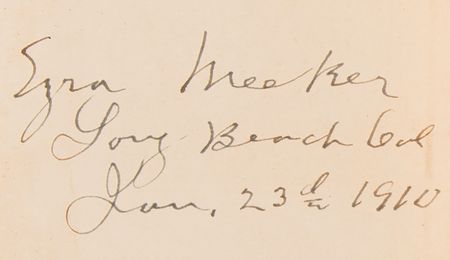 Ezra Meeker
Long Beach Cal
Jan. 23d 1910